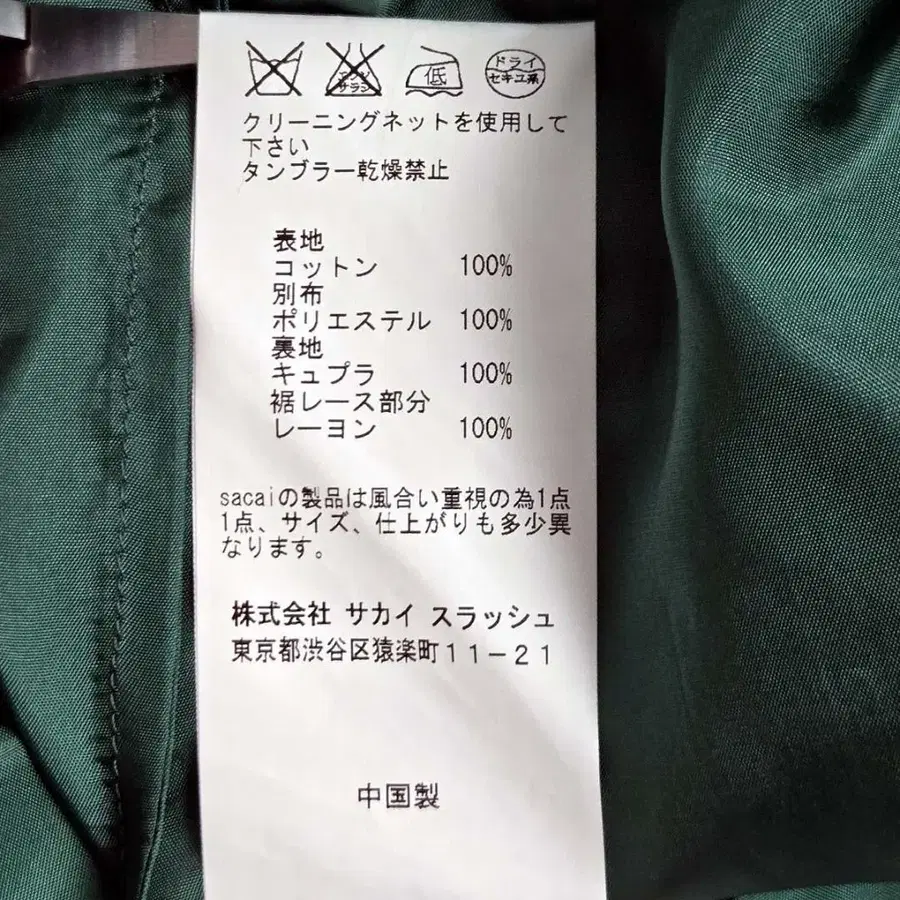 エンソ
サラシ
低
ドライ
セキユ系
クリーニングネットを使用して
下さい
タンブラー乾燥禁止
表地
コットン 100%
別布
ポリエステル 100%
裏地
キュプラ 100%
裾レース部分
レーヨン 100%
sacaiの製品は風合い重視の為1点
1点、サイズ、仕上がりも多少異
なります。
株式会社 サカイ スラッシュ
東京都渋谷区猿楽町11－21
中国製